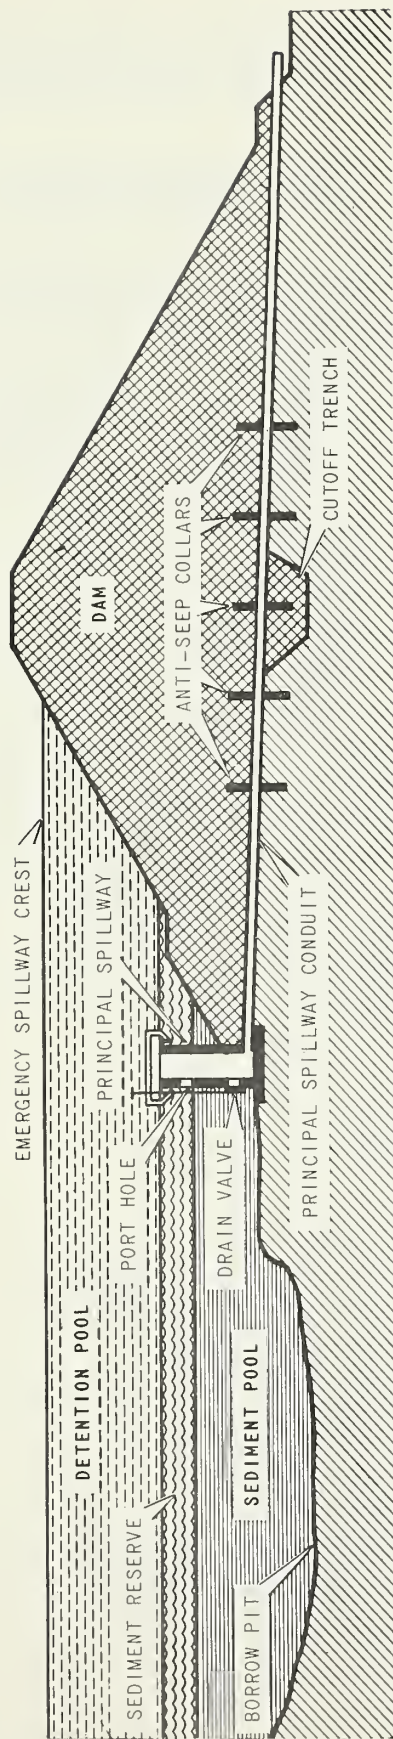 EMERGENCY SPILLWAY CREST
DETENTION POOL
DAM
PRINCIPAL SPILLWAY
PORT HOLE
SEDIMENT RESERVE
ANTI-SEEP COLLARS
DRAIN VALVE
SEDIMENT POOL
BORROW PIT
PRINCIPAL SPILLWAY CONDUIT
CUTOFF TRENCH